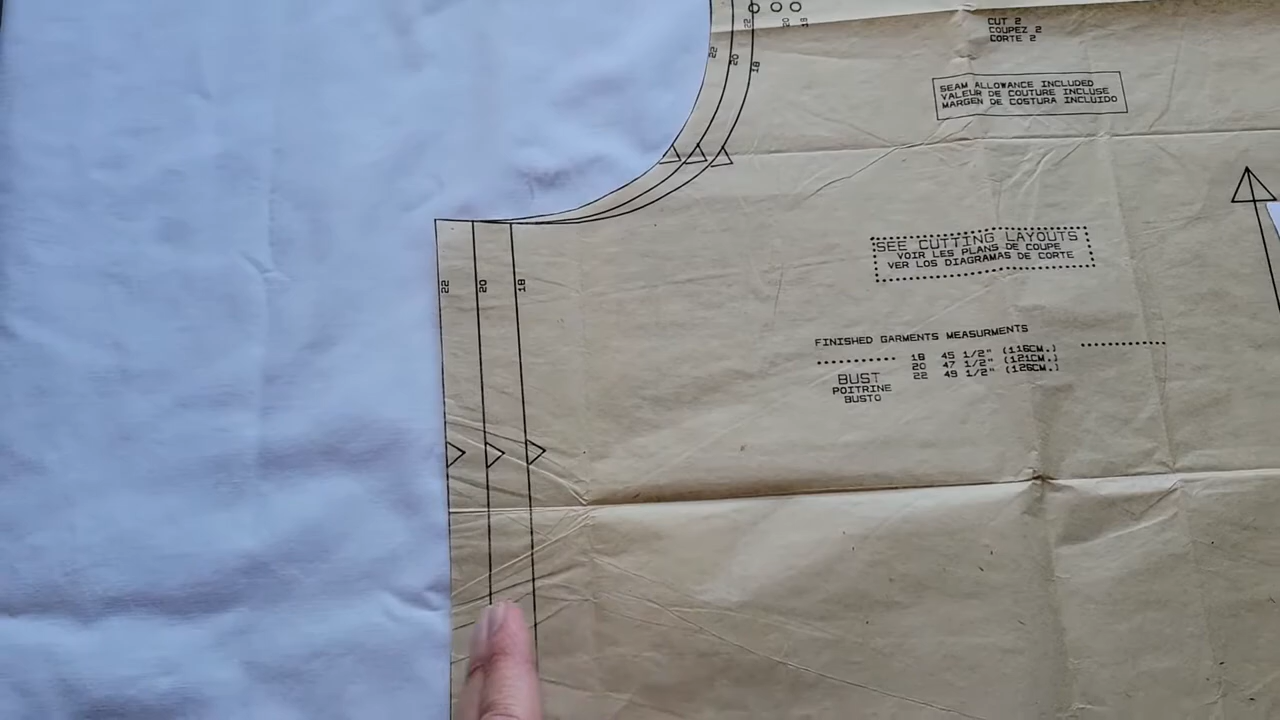 CUT 2
COUPEZ 2
CORTE 2
22 20 18
22 20 18
SEAM ALLOWANCE INCLUDED
VALEUR DE COUTURE INCLUSE
MARGEN DE COSTURA INCLUIDO
SEE CUTTING LAYOUTS
VOIR LES PLANS DE COUPE
VER LOS DIAGRAMAS DE CORTE
22 20 18
FINISHED GARMENTS MEASURMENTS
18 45 1/2" (116CM.)
20 47 1/2" (121CM.)
22 49 1/2" (126CM.)
BUST
POITRINE
BUSTO